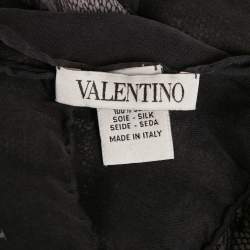 VALENTINO
100%
SOIE - SILK
SEIDE - SEDA
MADE IN ITALY